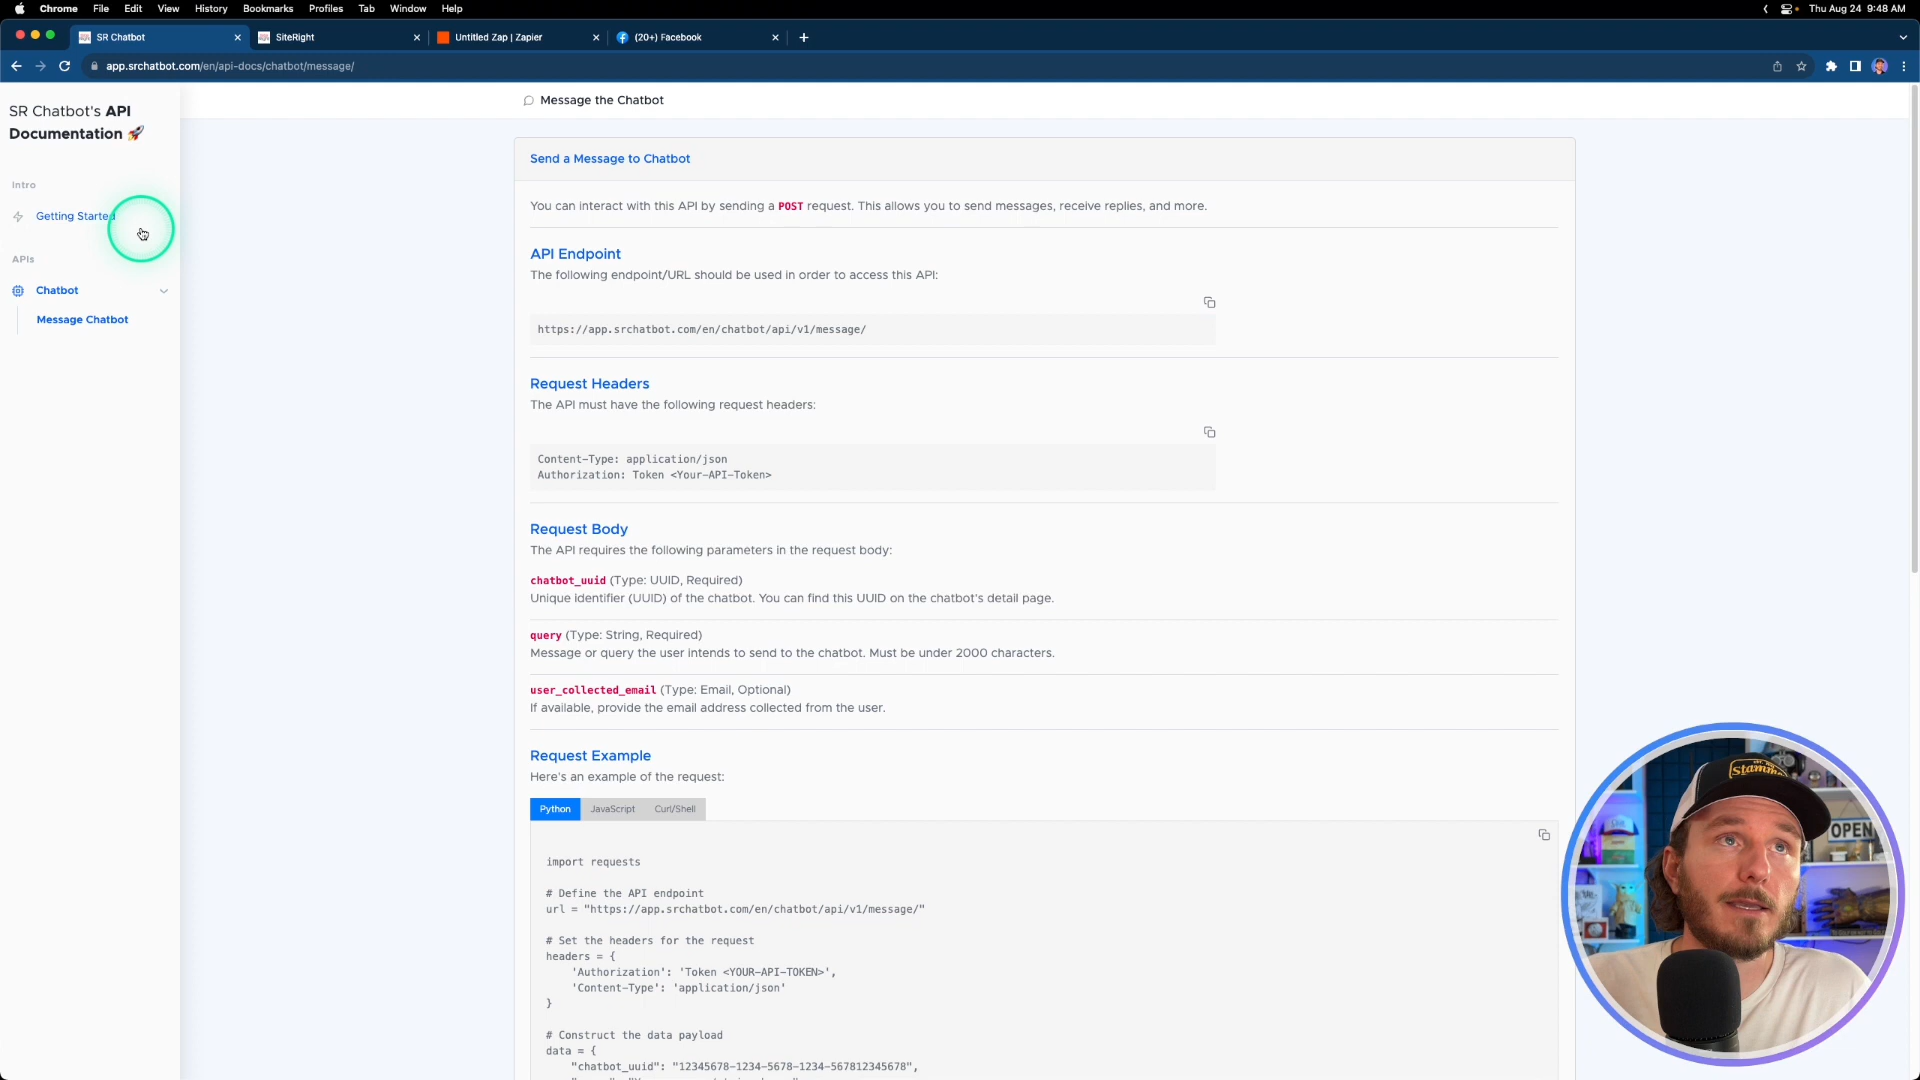 Chrome File Edit View History Bookmarks Profiles Tab Window Help Thu Aug 24 9:48 AM
SR Chatbot SiteRight Untitled Zap | Zapier (20+) Facebook
app.srchatbot.com/en/api-docs/chatbot/message/
SR Chatbot's API
Documentation 🚀
Intro
Getting Started
APIs
Chatbot
Message Chatbot
Message the Chatbot
Send a Message to Chatbot
You can interact with this API by sending a POST request. This allows you to send messages, receive replies, and more.
API Endpoint
The following endpoint/URL should be used in order to access this API:
https://app.srchatbot.com/en/chatbot/api/v1/message/
Request Headers
The API must have the following request headers:
Content-Type: application/json
Authorization: Token <Your-API-Token>
Request Body
The API requires the following parameters in the request body:
chatbot_uuid (Type: UUID, Required)
Unique identifier (UUID) of the chatbot. You can find this UUID on the chatbot's detail page.
query (Type: String, Required)
Message or query the user intends to send to the chatbot. Must be under 2000 characters.
user_collected_email (Type: Email, Optional)
If available, provide the email address collected from the user.
Request Example
Here's an example of the request:
Python JavaScript Curl/Shell
import requests
# Define the API endpoint
url = "https://app.srchatbot.com/en/chatbot/api/v1/message/"
# Set the headers for the request
headers = {
'Authorization': 'Token <YOUR-API-TOKEN>',
'Content-Type': 'application/json'
}
# Construct the data payload
data = {
"chatbot_uuid": "12345678-1234-5678-1234-567812345678",
OPEN